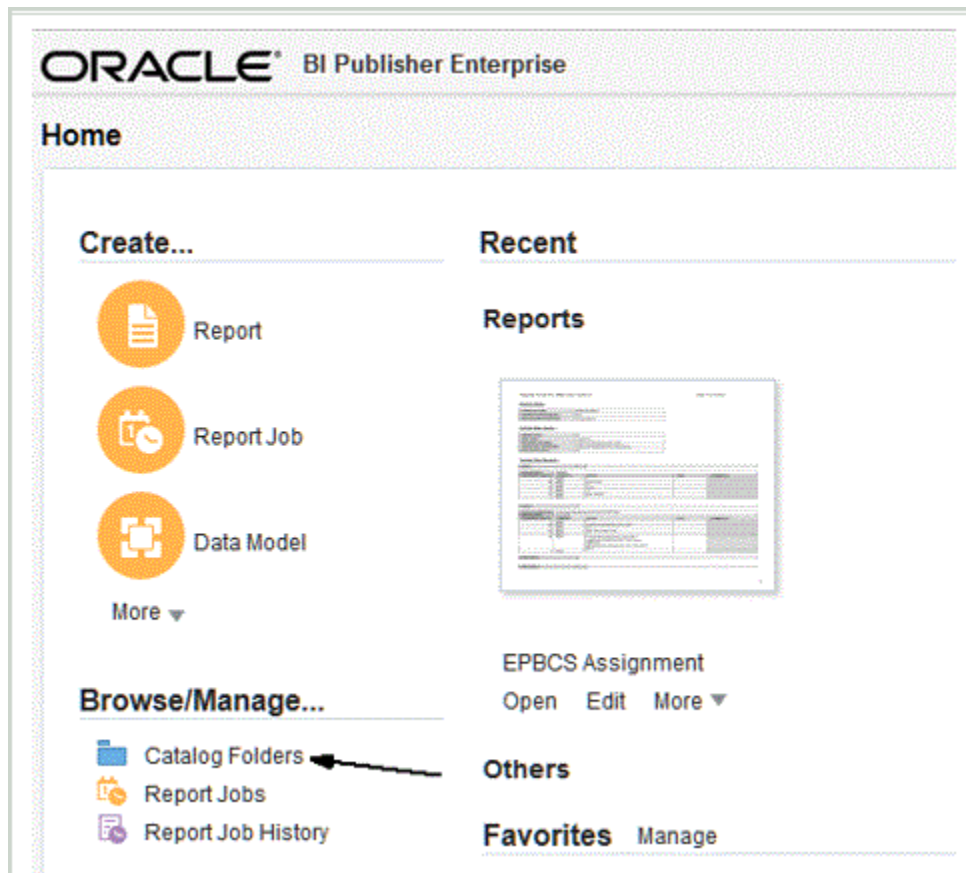 ORACLE® BI Publisher Enterprise
Home
Create...
Report
Report Job
Data Model
More
Browse/Manage...
Catalog Folders
Report Jobs
Report Job History
Recent
Reports
EPBCS Assignment
Open Edit More
Others
Favorites Manage